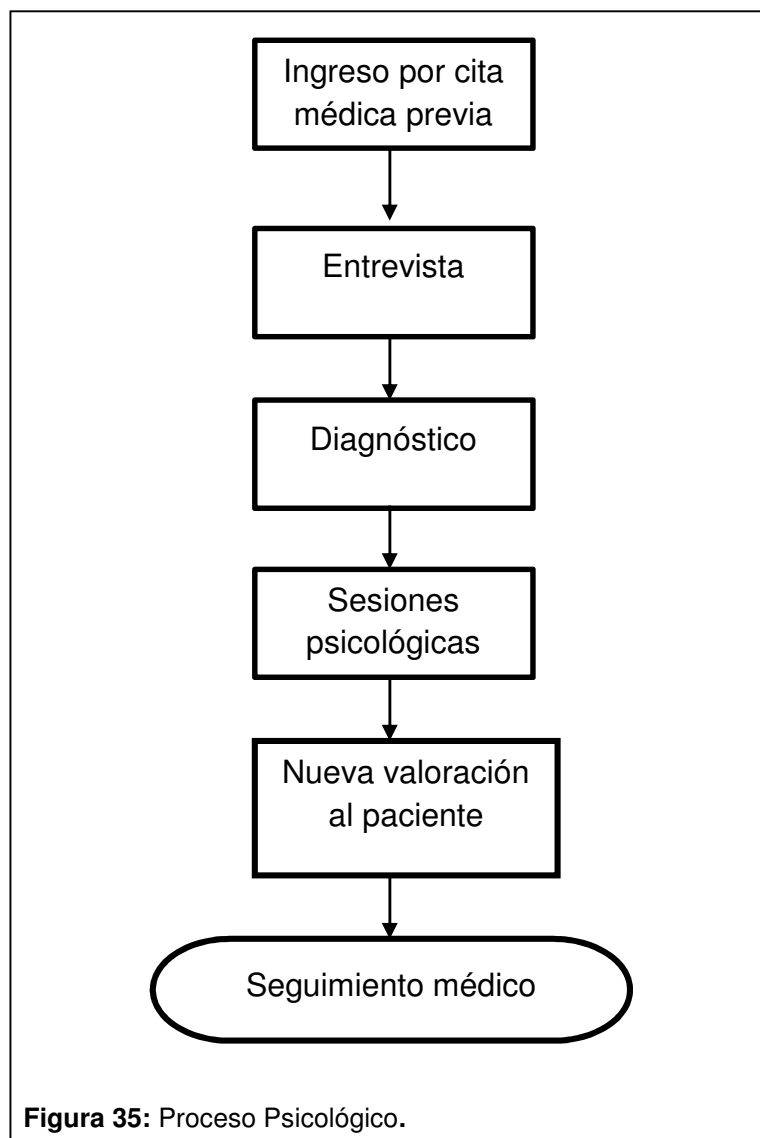 Ingreso por cita
médica previa
Entrevista
Diagnóstico
Sesiones
psicológicas
Nueva valoración
al paciente
Seguimiento médico
Figura 35: Proceso Psicológico.